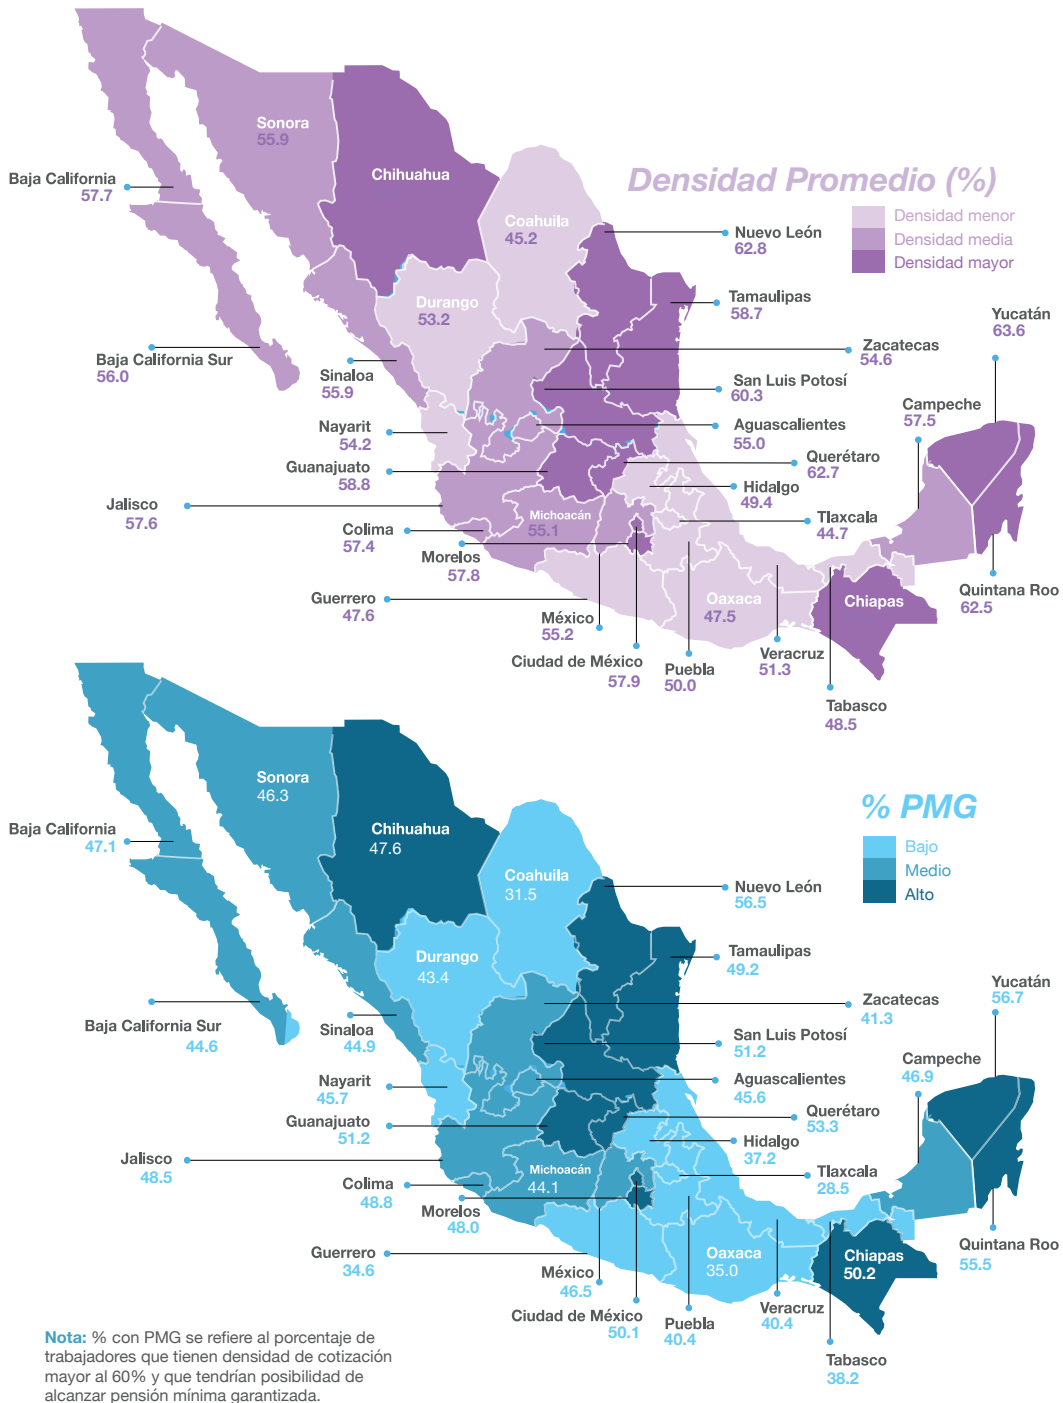 Densidad Promedio (%)
Densidad menor
Densidad media
Densidad mayor
Sonora
55.9
Chihuahua
Baja California
57.7
Coahuila
45.2
Nuevo León
62.8
Durango
53.2
Tamaulipas
58.7
Yucatán
63.6
Baja California Sur
56.0
Sinaloa
55.9
Zacatecas
54.6
San Luis Potosí
60.3
Campeche
57.5
Nayarit
54.2
Aguascalientes
55.0
Guanajuato
58.8
Querétaro
62.7
Hidalgo
49.4
Jalisco
57.6
Michoacán
55.1
Tlaxcala
44.7
Colima
57.4
Morelos
57.8
Quintana Roo
62.5
Guerrero
47.6
Oaxaca
47.5
Chiapas
México
55.2
Ciudad de México
57.9
Puebla
50.0
Veracruz
51.3
Tabasco
48.5
% PMG
Bajo
Medio
Alto
Sonora
46.3
Baja California
47.1
Chihuahua
47.6
Coahuila
31.5
Nuevo León
56.5
Durango
43.4
Tamaulipas
49.2
Yucatán
56.7
Baja California Sur
44.6
Sinaloa
44.9
Zacatecas
41.3
San Luis Potosí
51.2
Campeche
46.9
Nayarit
45.7
Aguascalientes
45.6
Guanajuato
51.2
Querétaro
53.3
Hidalgo
37.2
Jalisco
48.5
Michoacán
44.1
Tlaxcala
28.5
Colima
48.8
Morelos
48.0
Quintana Roo
55.5
Guerrero
34.6
Oaxaca
35.0
Chiapas
50.2
México
46.5
Ciudad de México
50.1
Puebla
40.4
Veracruz
40.4
Tabasco
38.2
Nota: % con PMG se refiere al porcentaje de
trabajadores que tienen densidad de cotización
mayor al 60% y que tendrían posibilidad de
alcanzar pensión mínima garantizada.